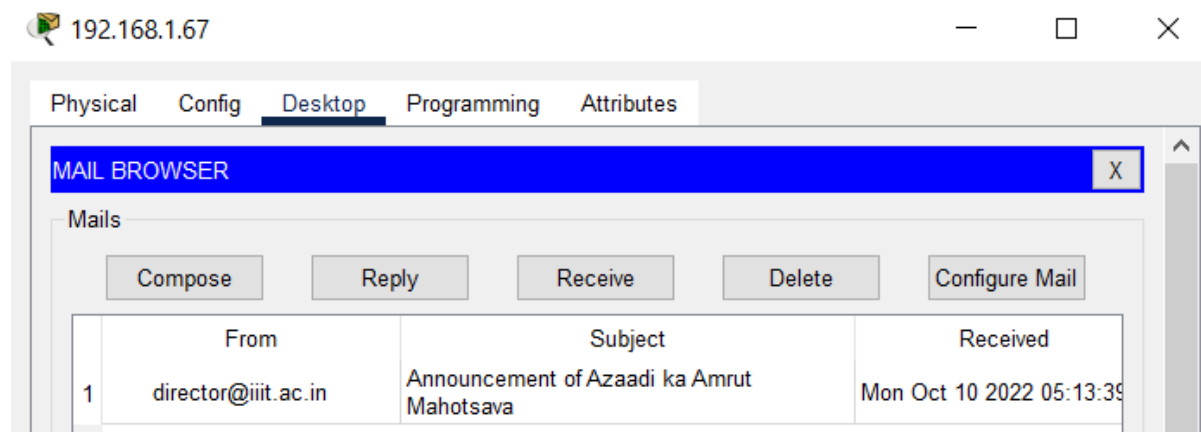 192.168.1.67
Physical Config Desktop Programming Attributes
MAIL BROWSER X
Mails
Compose Reply Receive Delete Configure Mail
From Subject Received
1 director@iiit.ac.in Announcement of Azaadi ka Amrut
Mahotsava Mon Oct 10 2022 05:13:39